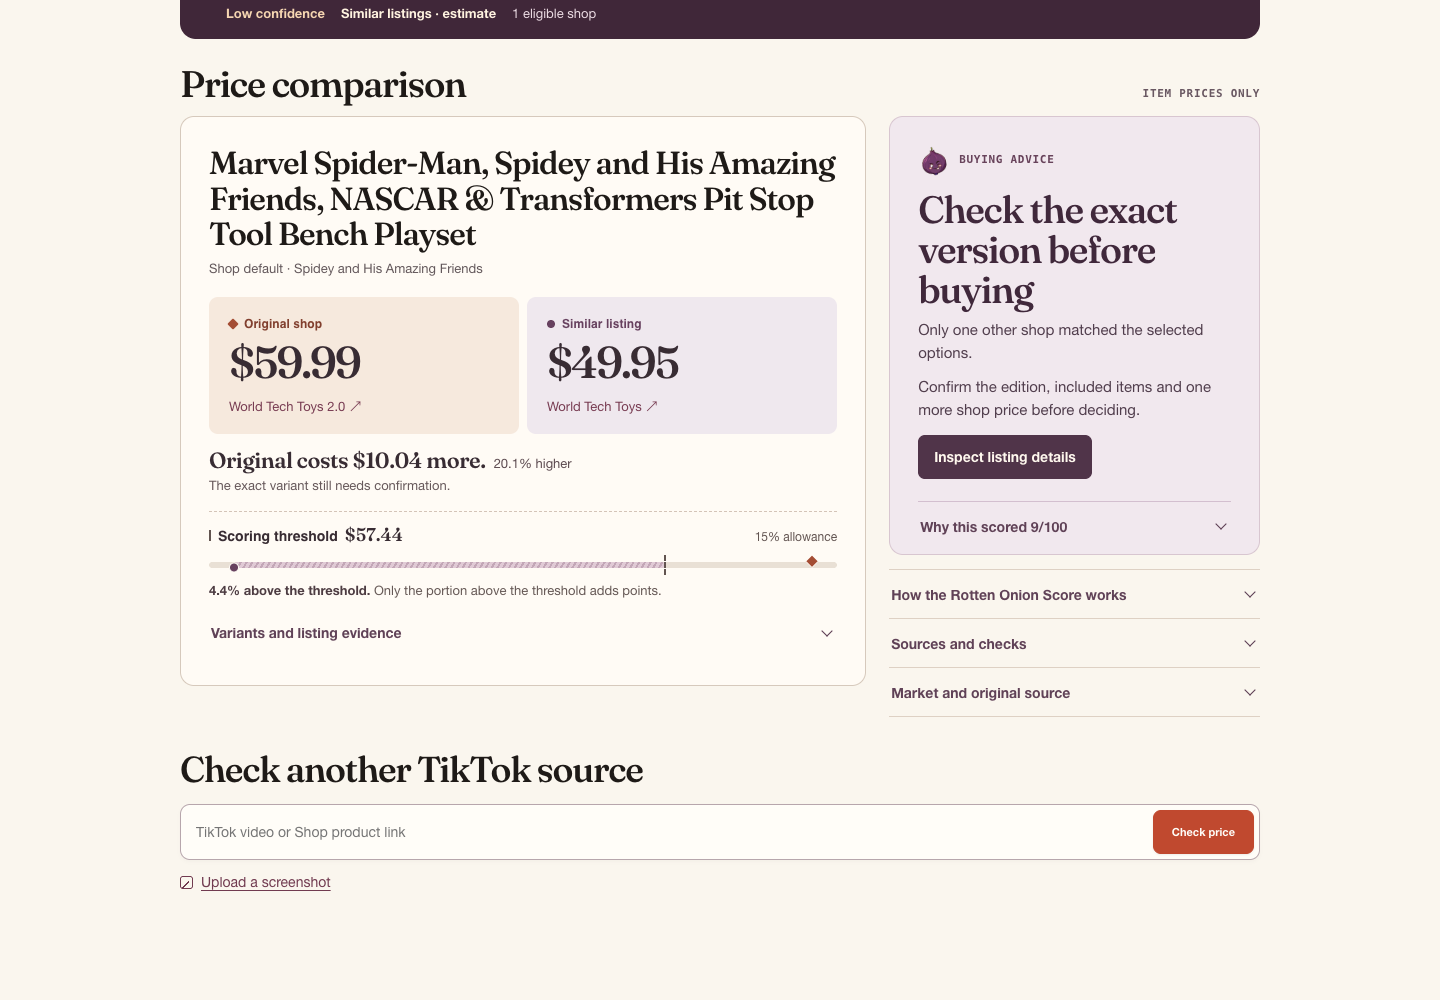 Low confidence Similar listings · estimate 1 eligible shop
Price comparison
ITEM PRICES ONLY
Marvel Spider-Man, Spidey and His Amazing
Friends, NASCAR & Transformers Pit Stop
Tool Bench Playset
Shop default · Spidey and His Amazing Friends
Original shop
$59.99
World Tech Toys 2.0 ↗
Similar listing
$49.95
World Tech Toys ↗
Original costs $10.04 more. 20.1% higher
The exact variant still needs confirmation.
Scoring threshold $57.44
15% allowance
4.4% above the threshold. Only the portion above the threshold adds points.
Variants and listing evidence
BUYING ADVICE
Check the exact
version before
buying
Only one other shop matched the selected
options.
Confirm the edition, included items and one
more shop price before deciding.
Inspect listing details
Why this scored 9/100
How the Rotten Onion Score works
Sources and checks
Market and original source
Check another TikTok source
TikTok video or Shop product link
Check price
Upload a screenshot